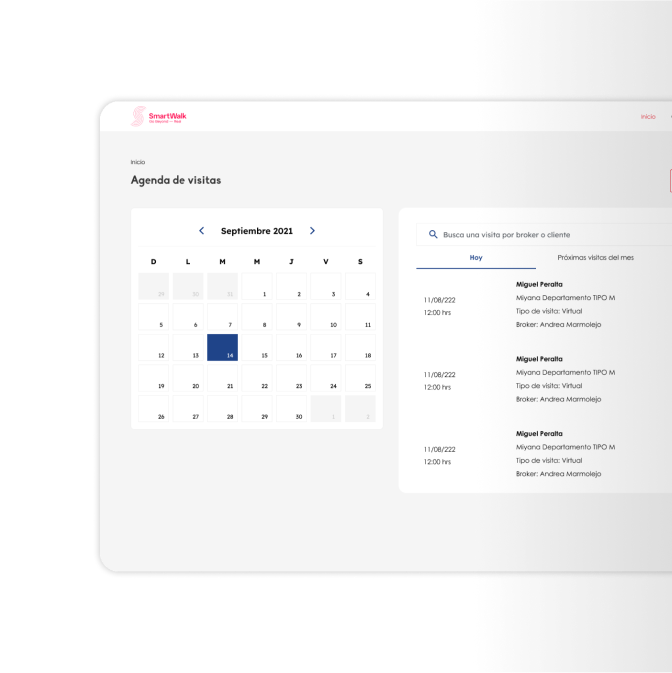 SmartWalk
Inicio
Inicio
Agenda de visitas
Septiembre 2021
D L M M J V S
29 30 31 1 2 3 4
5 6 7 8 9 10 11
12 13 14 15 16 17 18
19 20 21 22 23 24 25
26 27 28 29 30 1 2
Busca una visita por broker o cliente
Hoy Próximas visitas del mes
Miguel Peralta
11/08/222
Miyana Departamento TIPO M
12:00 hrs
Tipo de visita: Virtual
Broker: Andrea Marmolejo
Miguel Peralta
11/08/222
Miyana Departamento TIPO M
12:00 hrs
Tipo de visita: Virtual
Broker: Andrea Marmolejo
Miguel Peralta
11/08/222
Miyana Departamento TIPO M
12:00 hrs
Tipo de visita: Virtual
Broker: Andrea Marmolejo